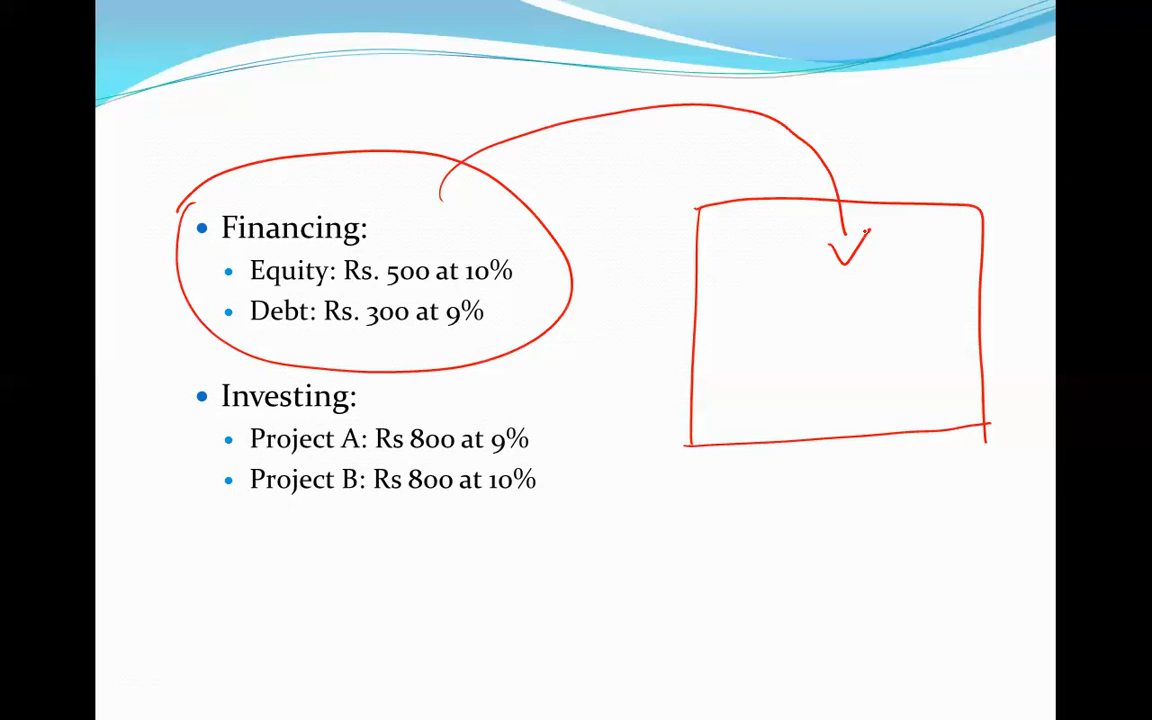 Financing:
Equity: Rs. 500 at 10%
Debt: Rs. 300 at 9%
Investing:
Project A: Rs 800 at 9%
Project B: Rs 800 at 10%